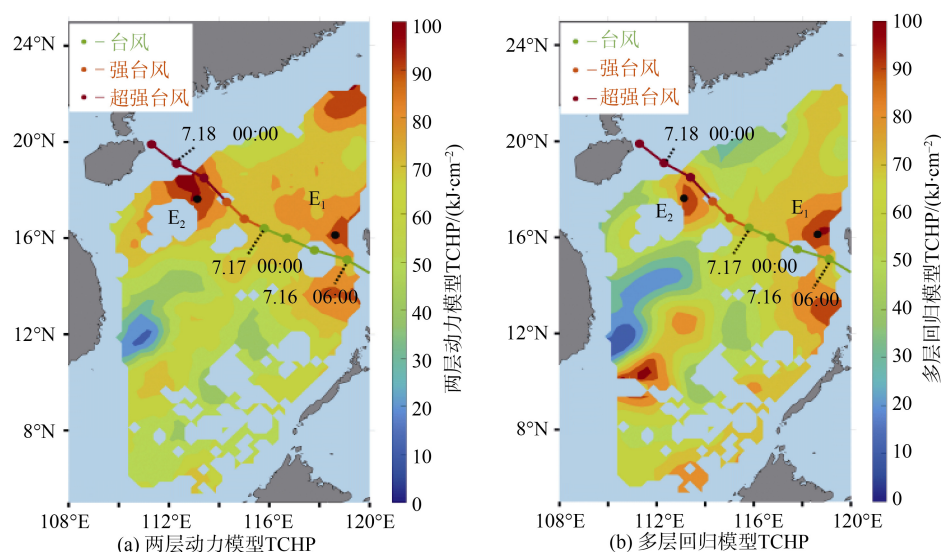 24°N
20°N
16°N
12°N
8°N
108°E
112°E
116°E
120°E
台风
强台风
超强台风
7.18 00:00
E1
E2
7.17 00:00
7.16 06:00
100
90
80
70
60
50
40
30
20
10
0
两层动力模型TCHP/(kJ·cm⁻²)
(a) 两层动力模型TCHP
24°N
20°N
16°N
12°N
8°N
108°E
112°E
116°E
120°E
台风
强台风
超强台风
7.18 00:00
E1
E2
7.17 00:00
7.16 06:00
100
90
80
70
60
50
40
30
20
10
0
多层回归模型TCHP/(kJ·cm⁻²)
(b) 多层回归模型TCHP